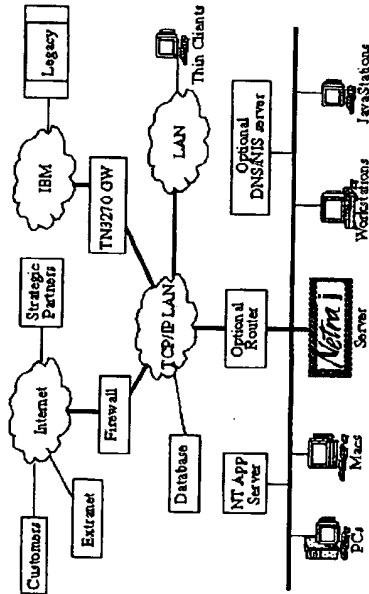 Customers
Extranet
Internet
Strategic
Partners
Firewall
IBM
Legacy
TN3270 GW
TCP/IP LAN
LAN
Thin Clients
Database
Optional
Router
NT APP
Server
Optional
DNS/NIS server
PCs
Macs
Netra j
Server
Workstations
JavaStations